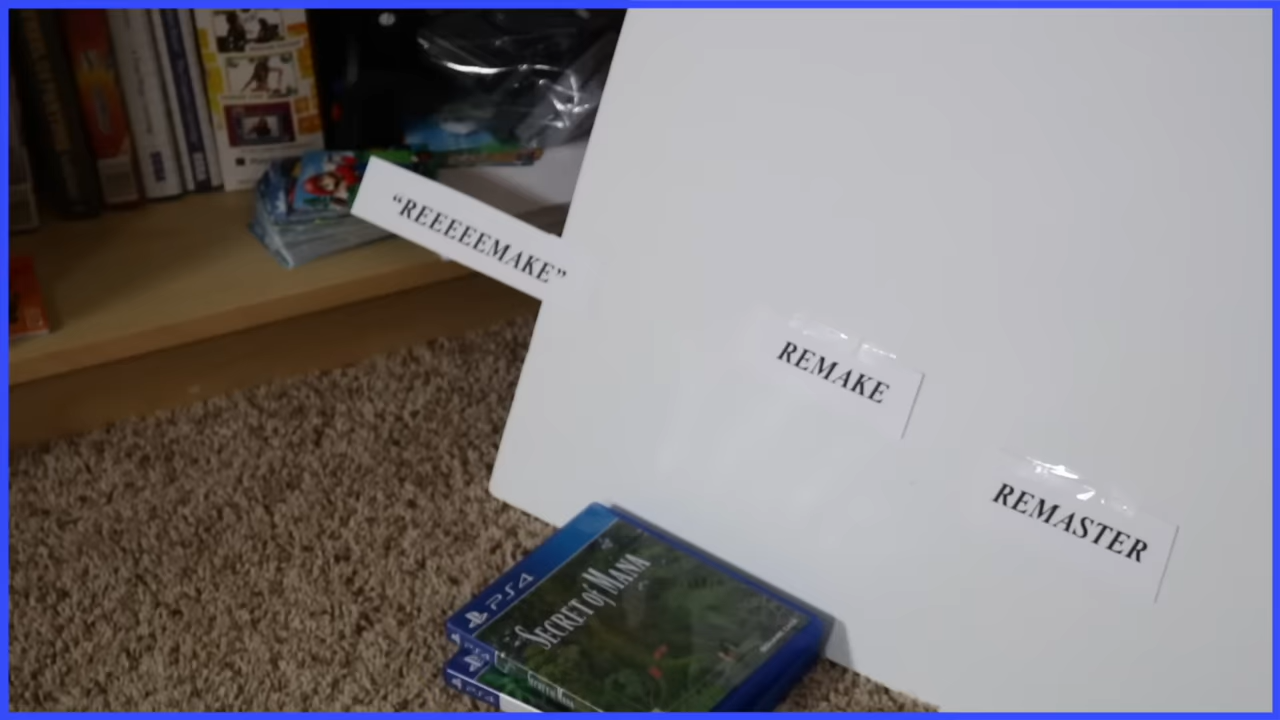 “REEEEEMAKE”
REMAKE
REMASTER
PS4
SECRET of MANA
PS4